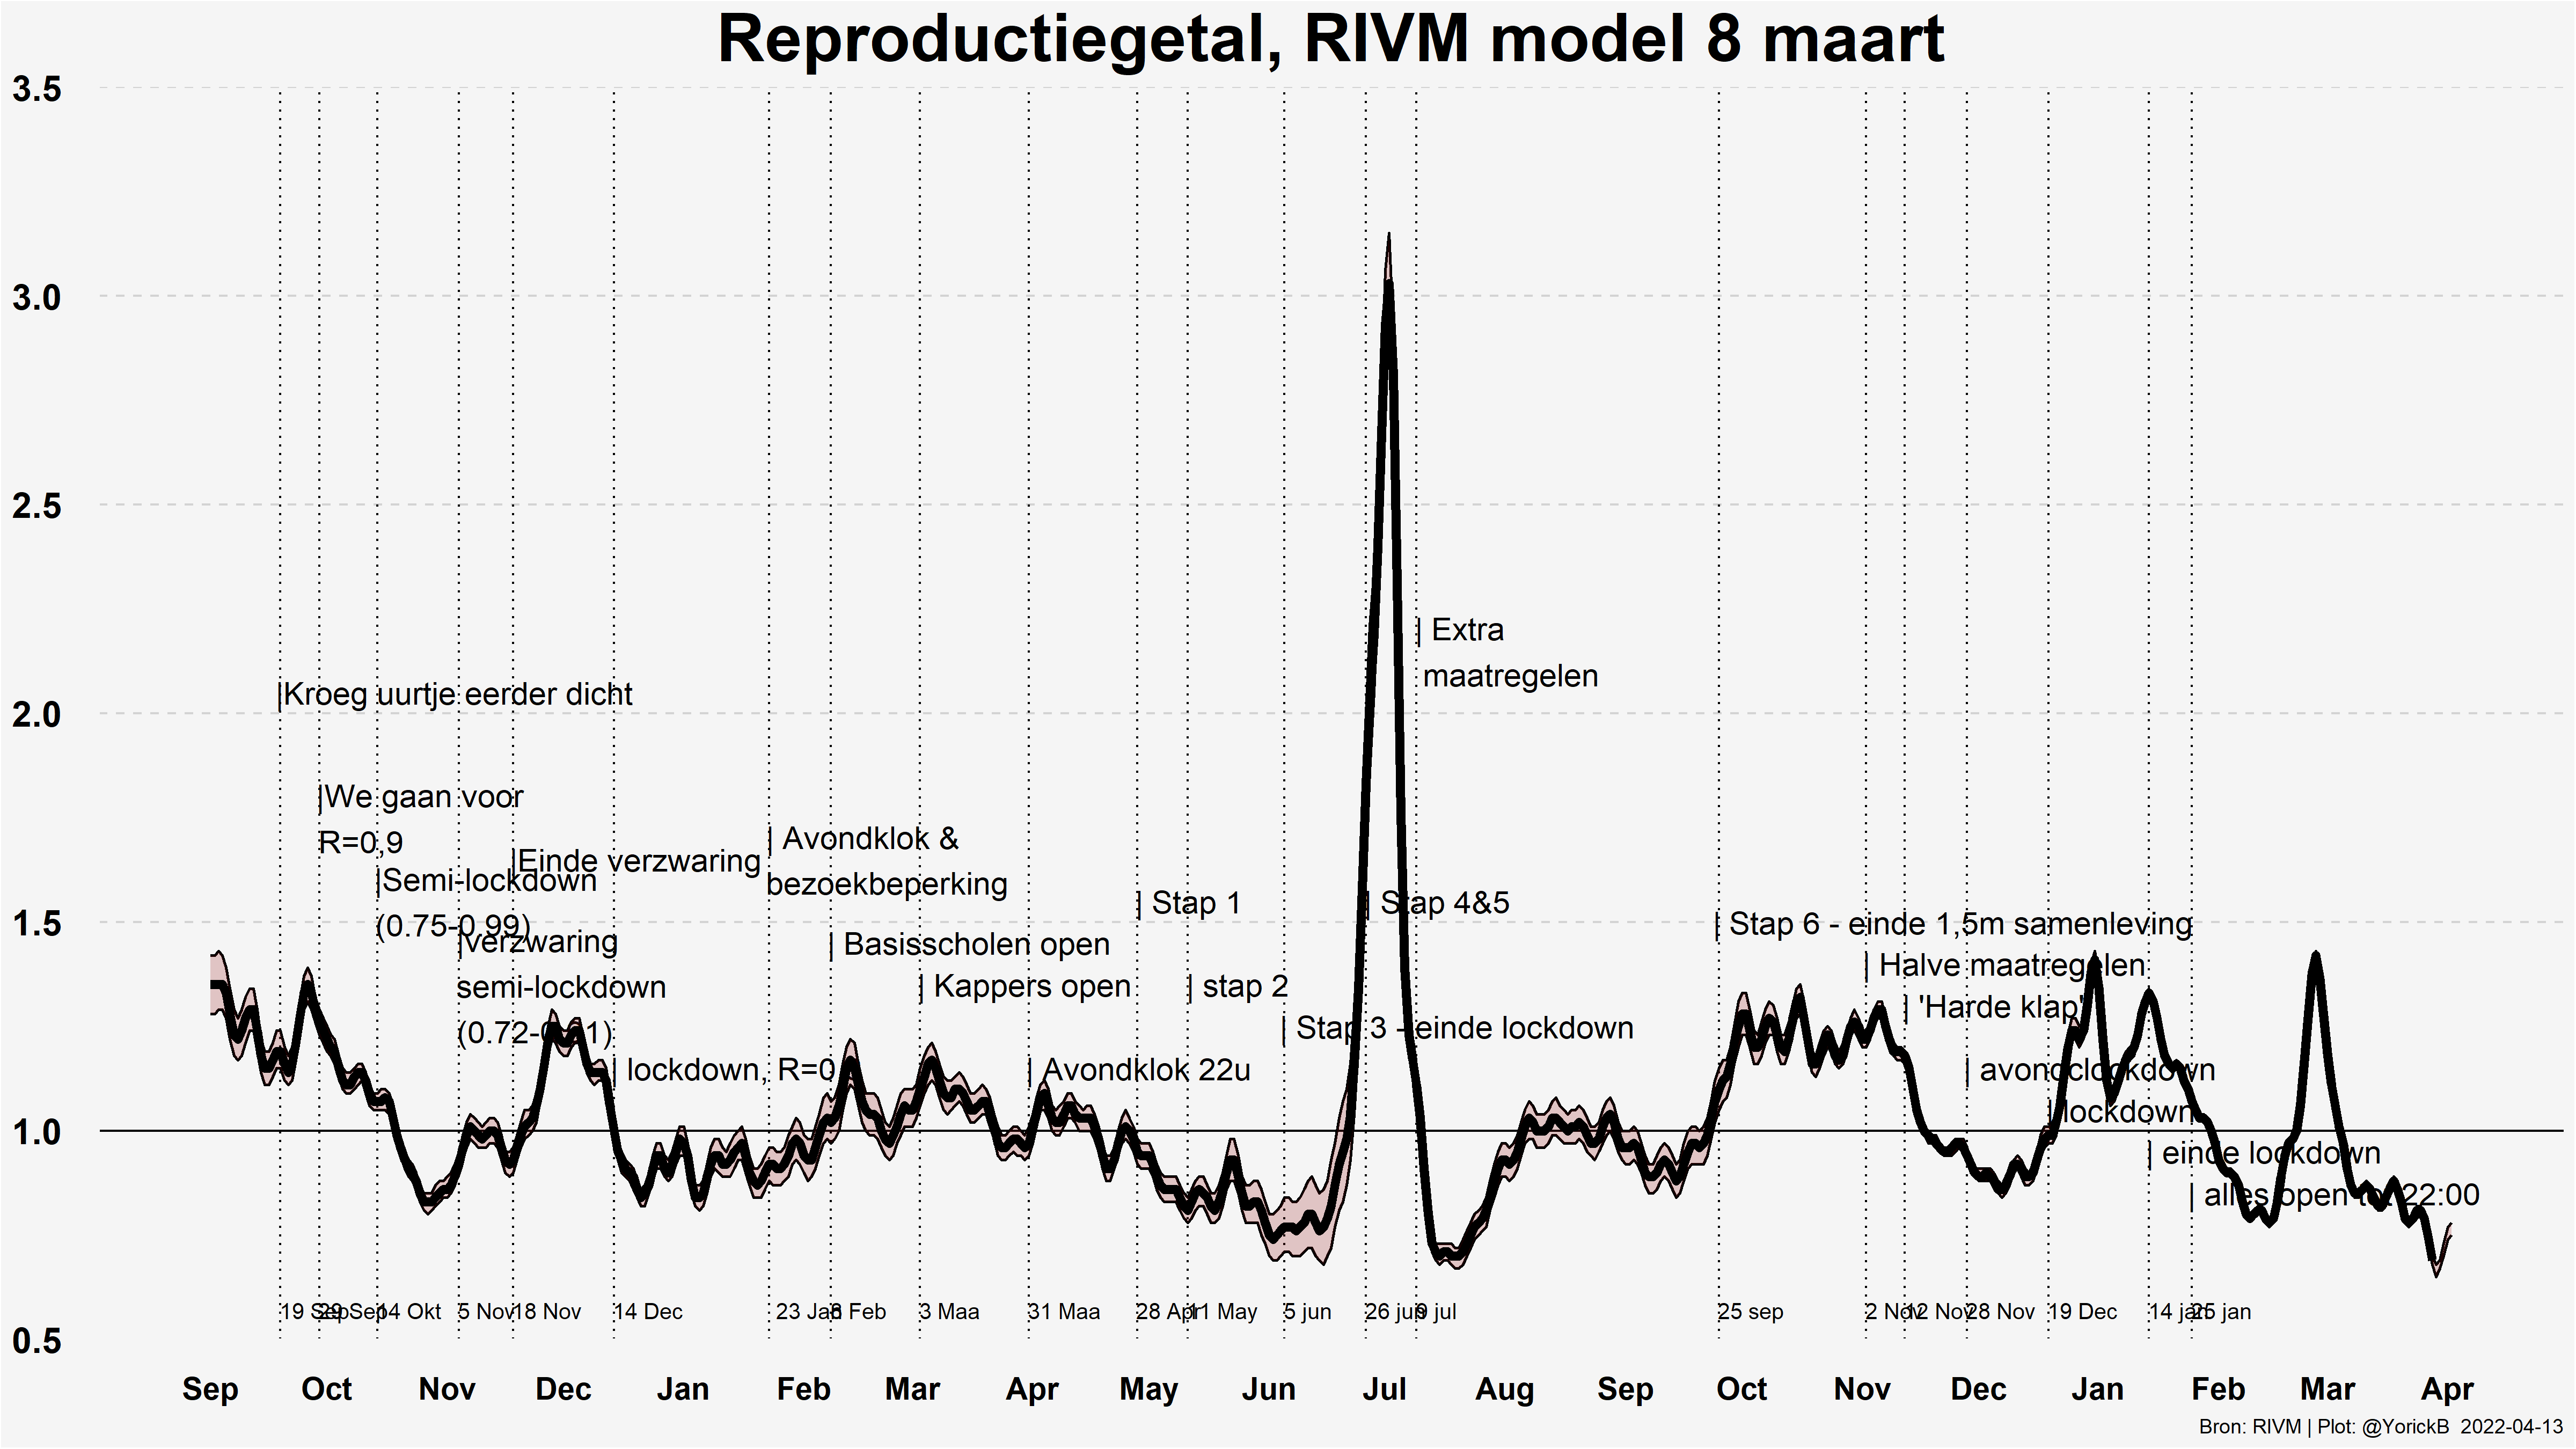 Reproductiegetal, RIVM model 8 maart
3.5
3.0
2.5
2.0
1.5
1.0
0.5
| Extra
maatregelen
|Kroeg uurtje eerder dicht
|We gaan voor
R=0,9
|Semi-lockdown
(0.75-0.99)
|Einde verzwaring
|verzwaring
semi-lockdown
| lockdown, R=0
| Avondklok &
bezoekbeperking
| Basisscholen open
| Kappers open
| Avondklok 22u
| Stap 1
| stap 2
| Stap 3 - einde lockdown
| Stap 4&5
| Stap 6 - einde 1,5m samenleving
| Halve maatregelen
| 'Harde klap'
| avondclockdown
| lockdown
| einde lockdown
| alles open tot 22:00
19 Sep
29 Sep
14 Okt
5 Nov
18 Nov
14 Dec
23 Jan
8 Feb
3 Maa
31 Maa
28 Apr
11 May
5 jun
26 jun
9 jul
25 sep
2 Nov
12 Nov
28 Nov
19 Dec
14 jan
25 jan
Sep Oct Nov Dec Jan Feb Mar Apr May Jun Jul Aug Sep Oct Nov Dec Jan Feb Mar Apr
Bron: RIVM | Plot: @YorickB 2022-04-13